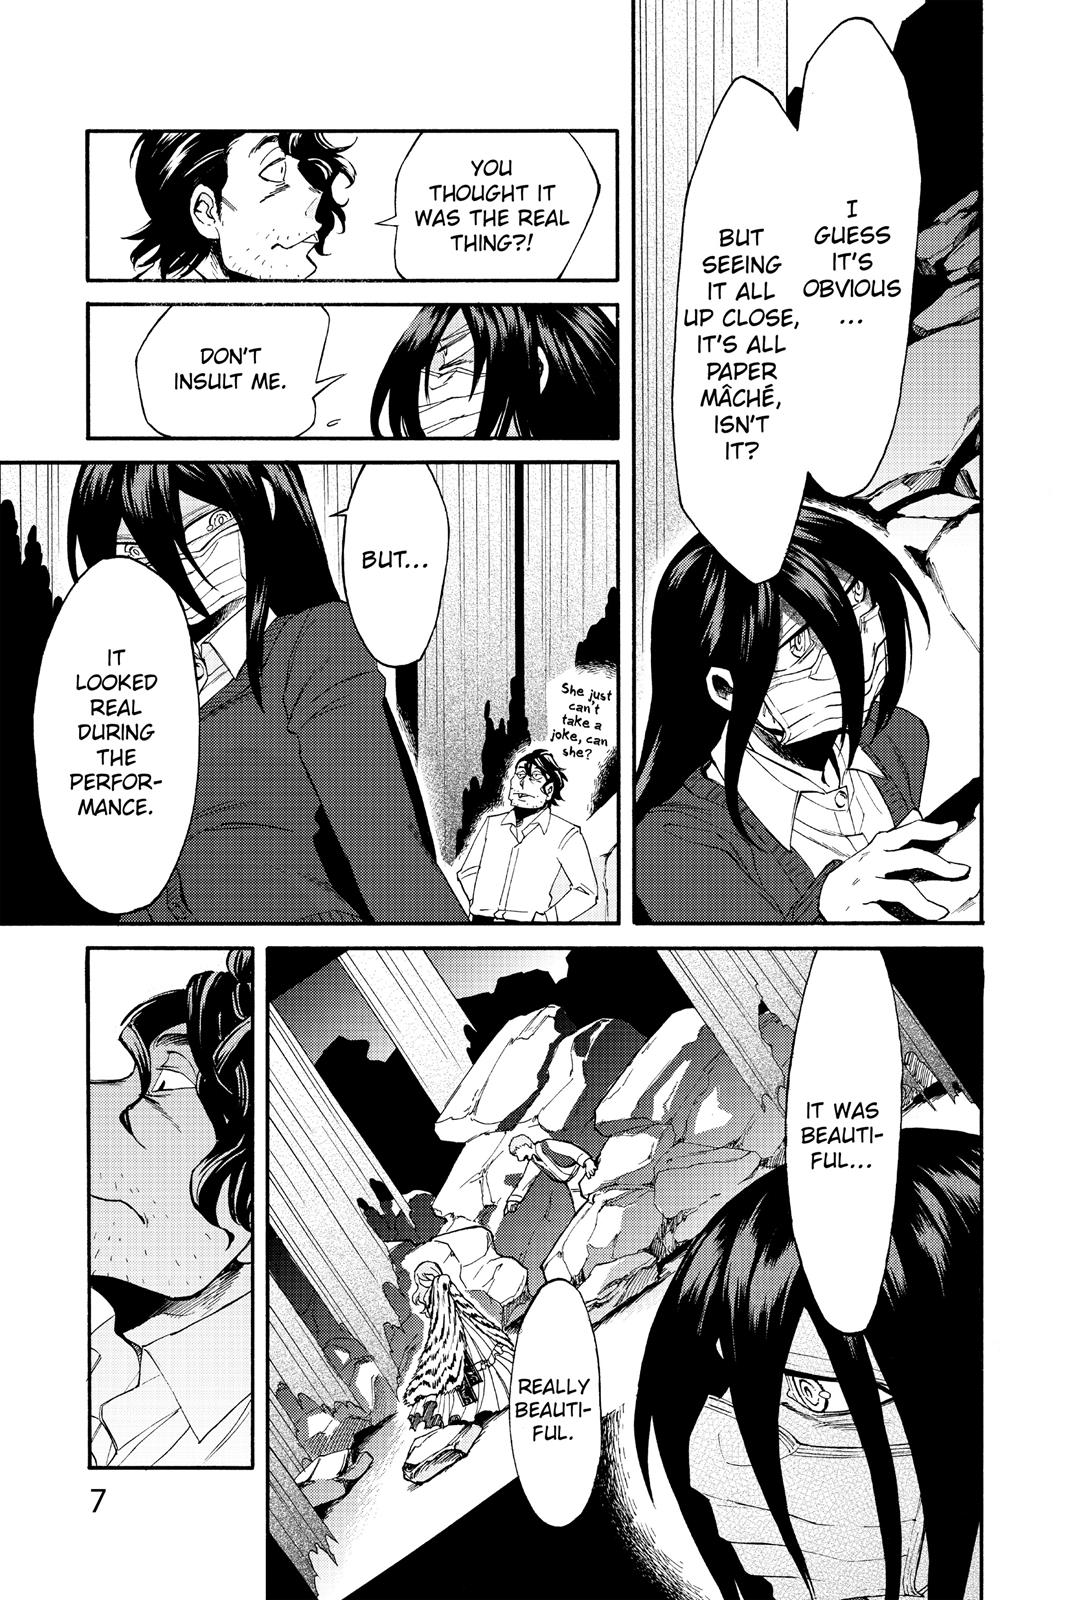 I
GUESS
IT'S
OBVIOUS
...
BUT
SEEING
IT ALL
UP CLOSE,
IT'S ALL
PAPER
MÂCHÉ,
ISN'T
IT?
YOU
THOUGHT IT
WAS THE REAL
THING?!
DON'T
INSULT ME.
BUT...
She just
can't
take a
joke, can
she?
IT
LOOKED
REAL
DURING
THE
PERFOR-
MANCE.
IT WAS
BEAUTI-
FUL...
REALLY
BEAUTI-
FUL.
7